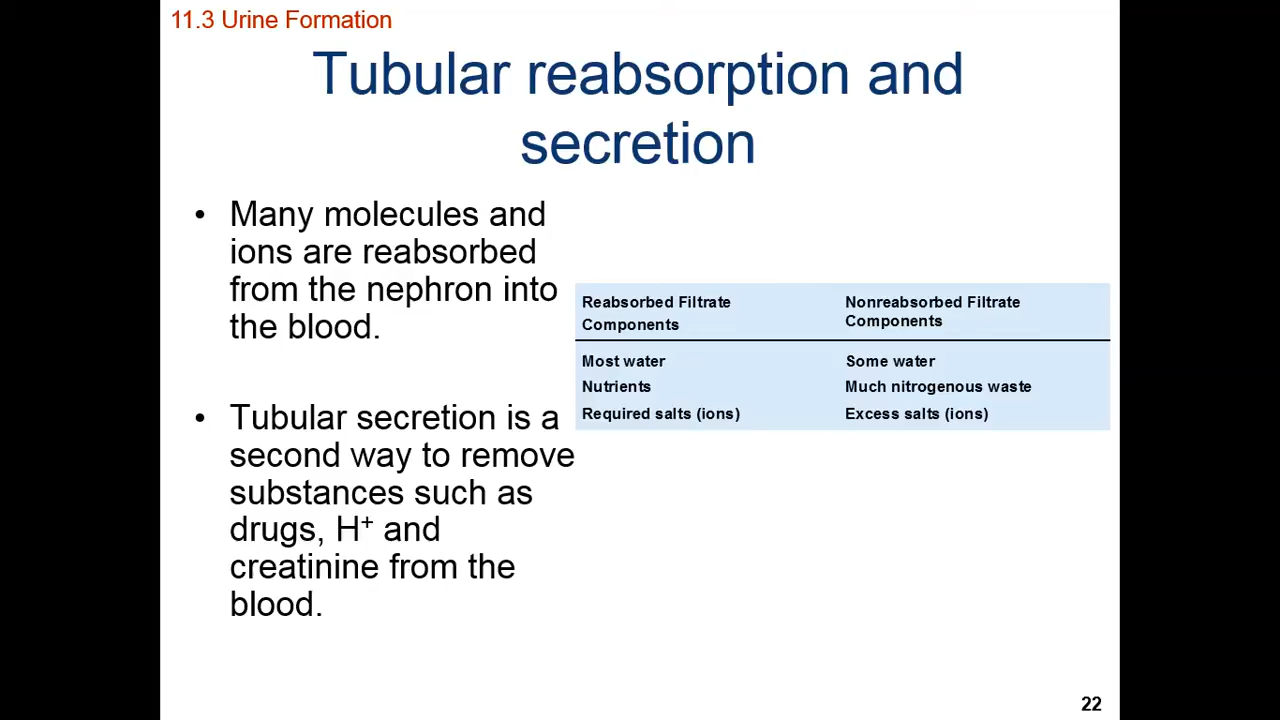 11.3 Urine Formation
Tubular reabsorption and
secretion
• Many molecules and
ions are reabsorbed
from the nephron into
the blood.
• Tubular secretion is a
second way to remove
substances such as
drugs, H⁺ and
creatinine from the
blood.
Reabsorbed Filtrate
Components
Nonreabsorbed Filtrate
Components
Most water
Some water
Nutrients
Much nitrogenous waste
Required salts (ions)
Excess salts (ions)
22